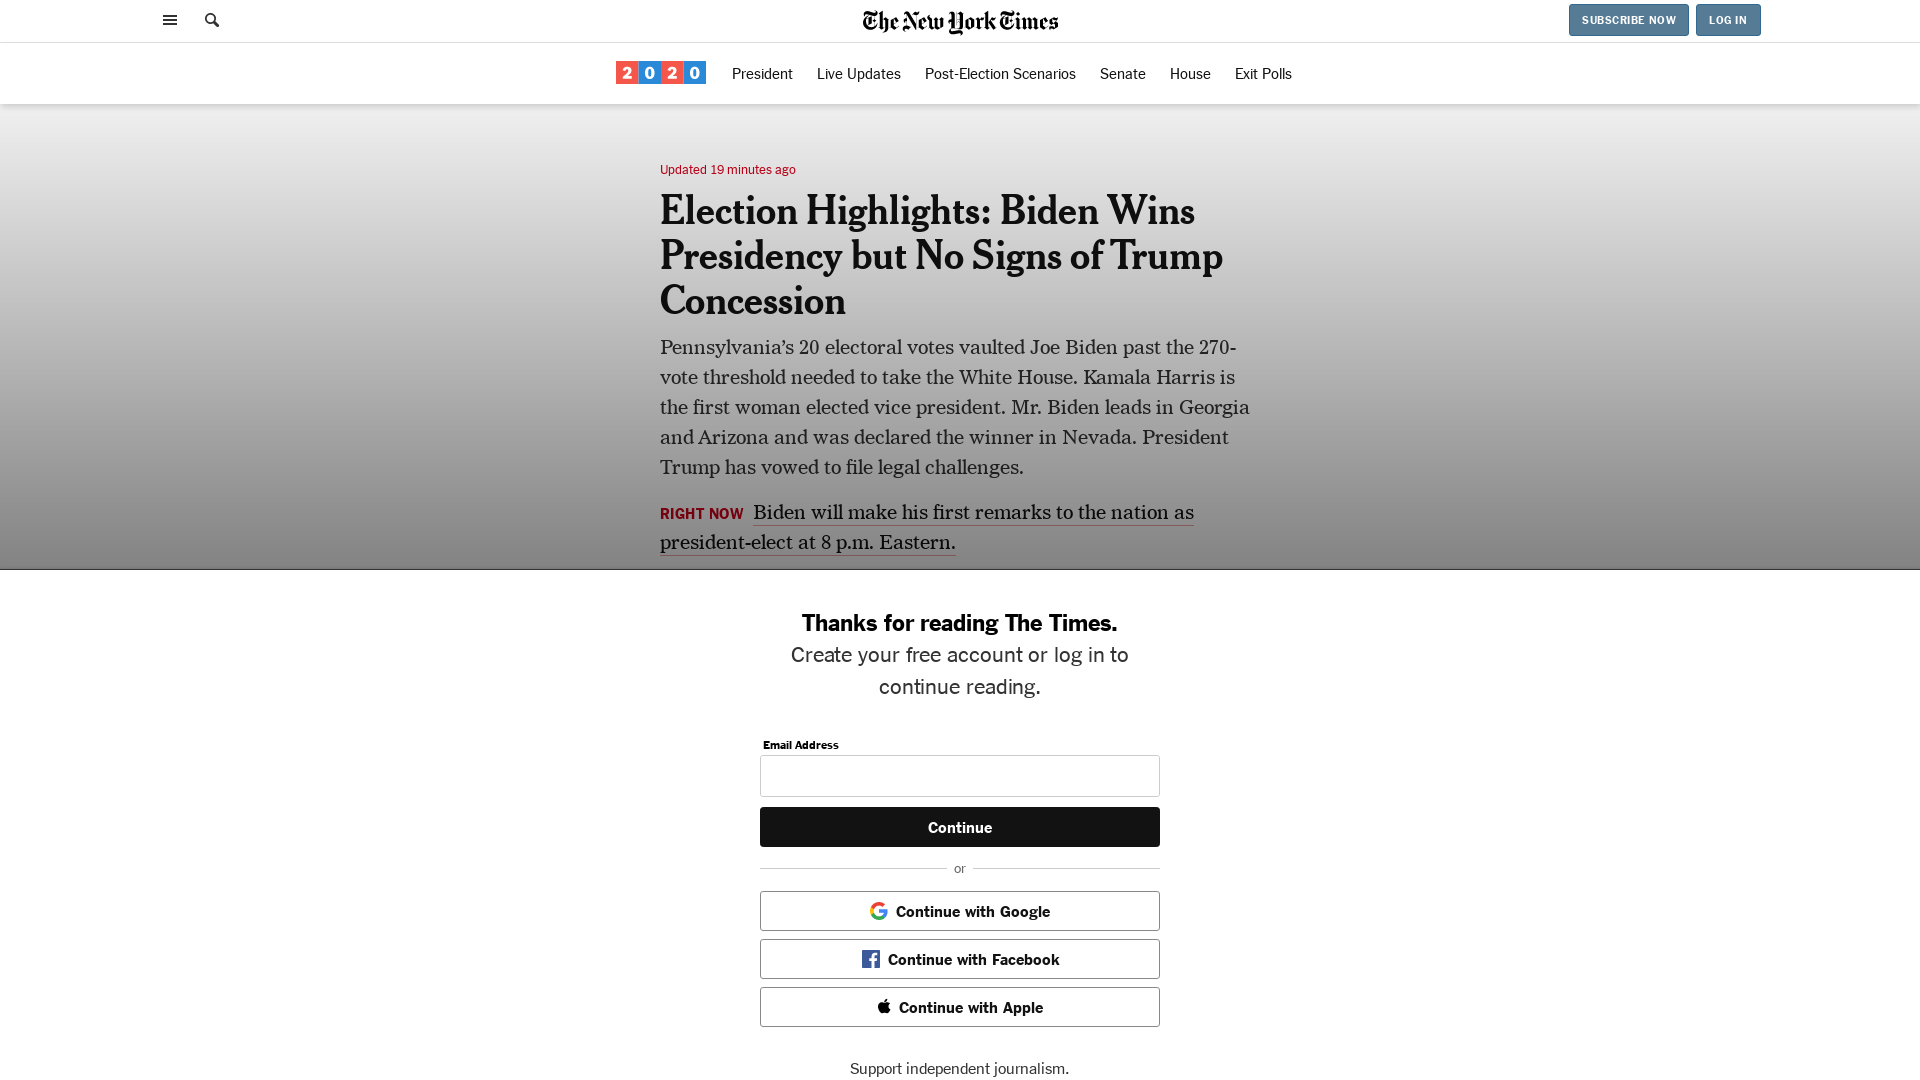 The New York Times
SUBSCRIBE NOW
LOG IN
2020
President
Live Updates
Post-Election Scenarios
Senate
House
Exit Polls
Updated 19 minutes ago
Election Highlights: Biden Wins
Presidency but No Signs of Trump
Concession
Pennsylvania’s 20 electoral votes vaulted Joe Biden past the 270-
vote threshold needed to take the White House. Kamala Harris is
the first woman elected vice president. Mr. Biden leads in Georgia
and Arizona and was declared the winner in Nevada. President
Trump has vowed to file legal challenges.
RIGHT NOW Biden will make his first remarks to the nation as
president-elect at 8 p.m. Eastern.
Thanks for reading The Times.
Create your free account or log in to
continue reading.
Email Address
Continue
or
Continue with Google
Continue with Facebook
Continue with Apple
Support independent journalism.